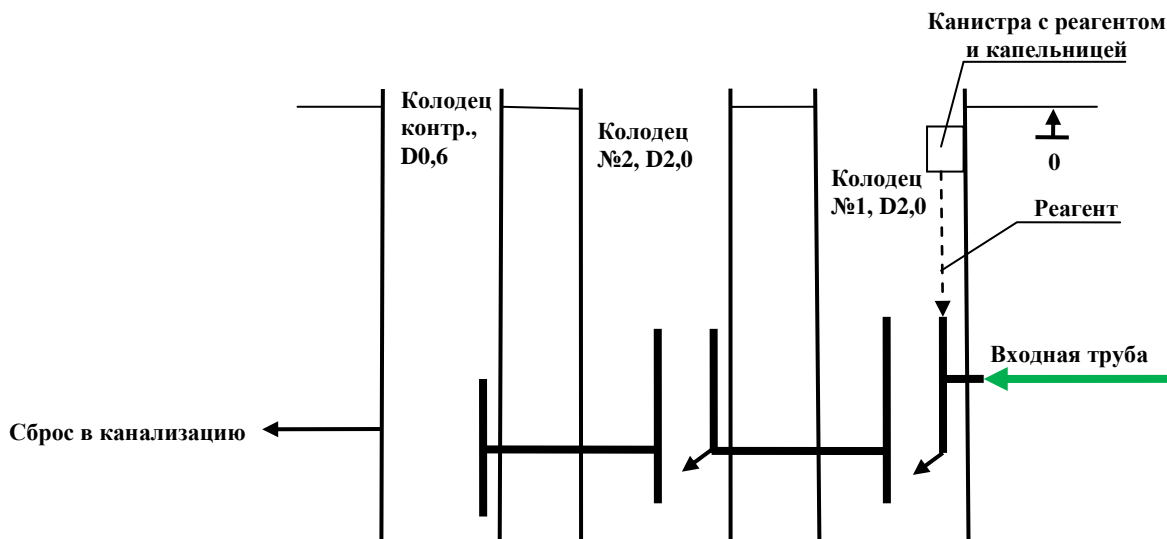 Канистра с реагентом
и капельницей
Колодец
контр.,
D0,6
Колодец
№2, D2,0
Колодец
№1, D2,0
0
Реагент
Входная труба
Сброс в канализацию